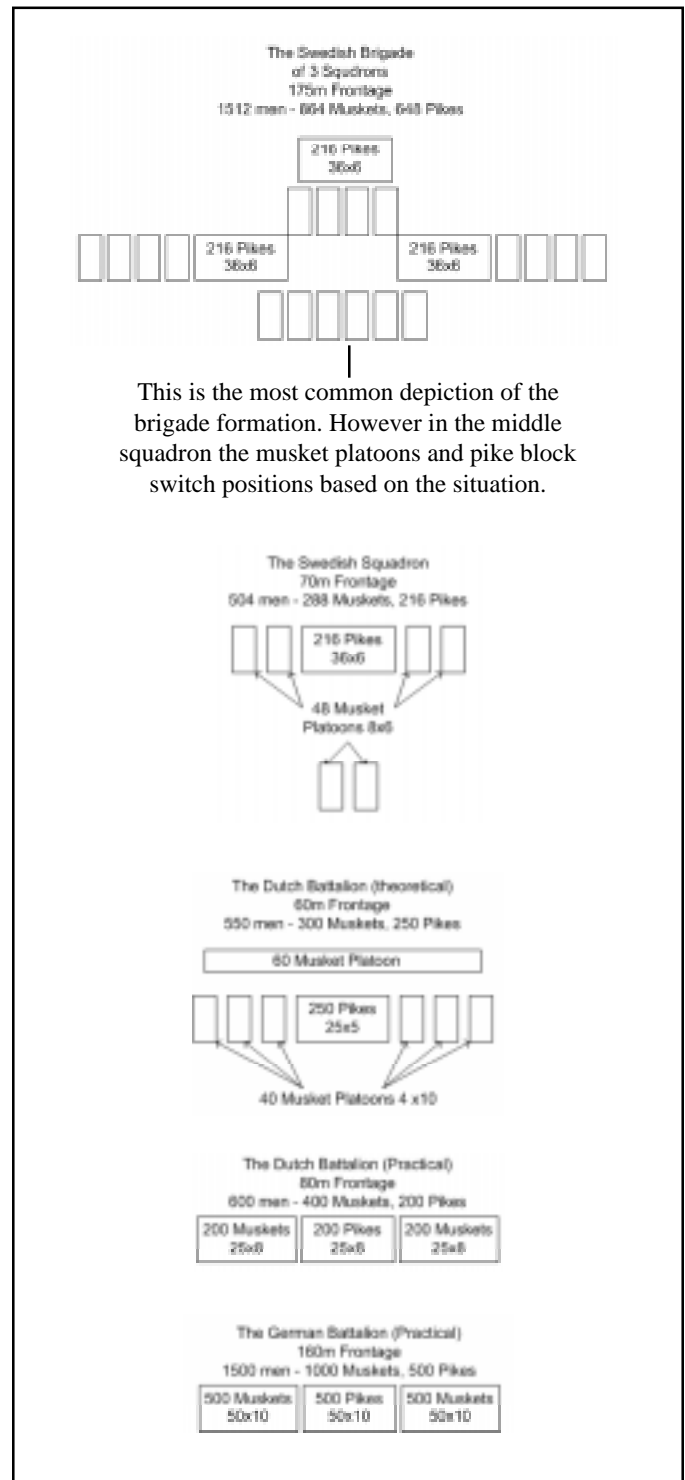 The Swedish Brigade
of 3 Squdrons
175m Frontage
1512 men - 864 Muskets, 648 Pikes
216 Pikes
36x6
216 Pikes
36x6
216 Pikes
36x6
This is the most common depiction of the
brigade formation. However in the middle
squadron the musket platoons and pike block
switch positions based on the situation.
The Swedish Squadron
70m Frontage
504 men - 288 Muskets, 216 Pikes
216 Pikes
36x6
48 Musket
Platoons 8x6
The Dutch Battalion (theoretical)
60m Frontage
550 men - 300 Muskets, 250 Pikes
60 Musket Platoon
250 Pikes
25x5
40 Musket Platoons 4 x10
The Dutch Battalion (Practical)
80m Frontage
600 men - 400 Muskets, 200 Pikes
200 Muskets 200 Pikes 200 Muskets
25x8 25x8 25x8
The German Battalion (Practical)
160m Frontage
1500 men - 1000 Muskets, 500 Pikes
500 Muskets 500 Pikes 500 Muskets
50x10 50x10 50x10